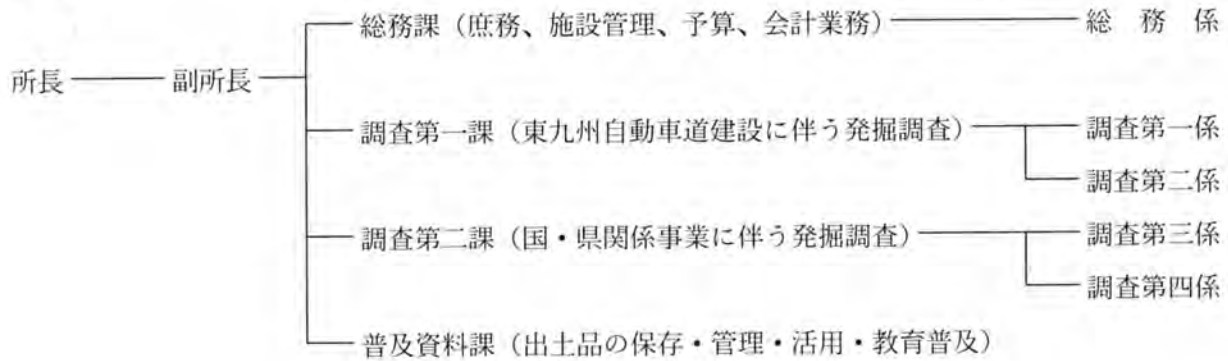 総務課（庶務、施設管理、予算、会計業務） 総務係
所長 副所長
調査第一課（東九州自動車道建設に伴う発掘調査） 調査第一係
調査第二係
調査第二課（国・県関係事業に伴う発掘調査） 調査第三係
調査第四係
普及資料課（出土品の保存・管理・活用・教育普及）